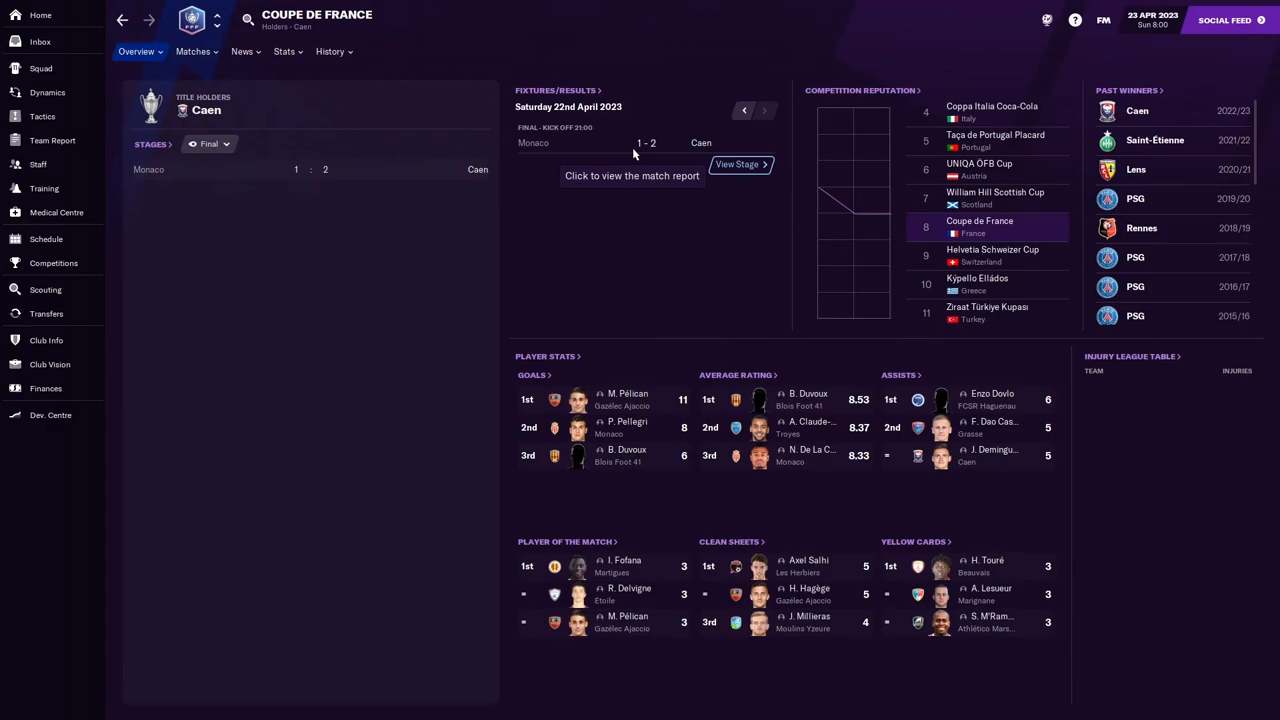 Home
Inbox
Squad
Dynamics
Tactics
Team Report
Staff
Training
Medical Centre
Schedule
Competitions
Scouting
Transfers
Club Info
Club Vision
Finances
Dev. Centre
COUPE DE FRANCE
Holders - Caen
FM
23 APR 2023
Sun 8:00
SOCIAL FEED
Overview
Matches
News
Stats
History
TITLE HOLDERS
Caen
STAGES
Final
Monaco 1 : 2 Caen
FIXTURES/RESULTS
Saturday 22nd April 2023
FINAL - KICK OFF 21:00
Monaco 1 - 2 Caen
View Stage
Click to view the match report
COMPETITION REPUTATION
4 Coppa Italia Coca-Cola
Italy
5 Taça de Portugal Placard
Portugal
6 UNIQA ÖFB Cup
Austria
7 William Hill Scottish Cup
Scotland
8 Coupe de France
France
9 Helvetia Schweizer Cup
Switzerland
10 Kýpello Elládos
Greece
11 Ziraat Türkiye Kupası
Turkey
PAST WINNERS
Caen 2022/23
Saint-Étienne 2021/22
Lens 2020/21
PSG 2019/20
Rennes 2018/19
PSG 2017/18
PSG 2016/17
PSG 2015/16
PLAYER STATS
GOALS
1st M. Pélican 11
Gazélec Ajaccio
2nd P. Pellegri 8
Monaco
3rd B. Duvoux 6
Blois Foot 41
AVERAGE RATING
1st B. Duvoux 8.53
Blois Foot 41
2nd A. Claude-... 8.37
Troyes
3rd N. De La C... 8.33
Monaco
ASSISTS
1st Enzo Dovlo 6
FCSR Haguenau
2nd F. Dao Cas... 5
Grasse
= J. Demingu... 5
Caen
PLAYER OF THE MATCH
1st I. Fofana 3
Martigues
= R. Delvigne 3
Étoile
= M. Pélican 3
Gazélec Ajaccio
CLEAN SHEETS
1st Axel Salhi 5
Les Herbiers
= H. Hagège 5
Gazélec Ajaccio
3rd J. Millieras 4
Moulins Yzeure
YELLOW CARDS
1st H. Touré 3
Beauvais
= A. Lesueur 3
Marignane
= S. M'Ram... 3
Athlético Mars...
INJURY LEAGUE TABLE
TEAM INJURIES